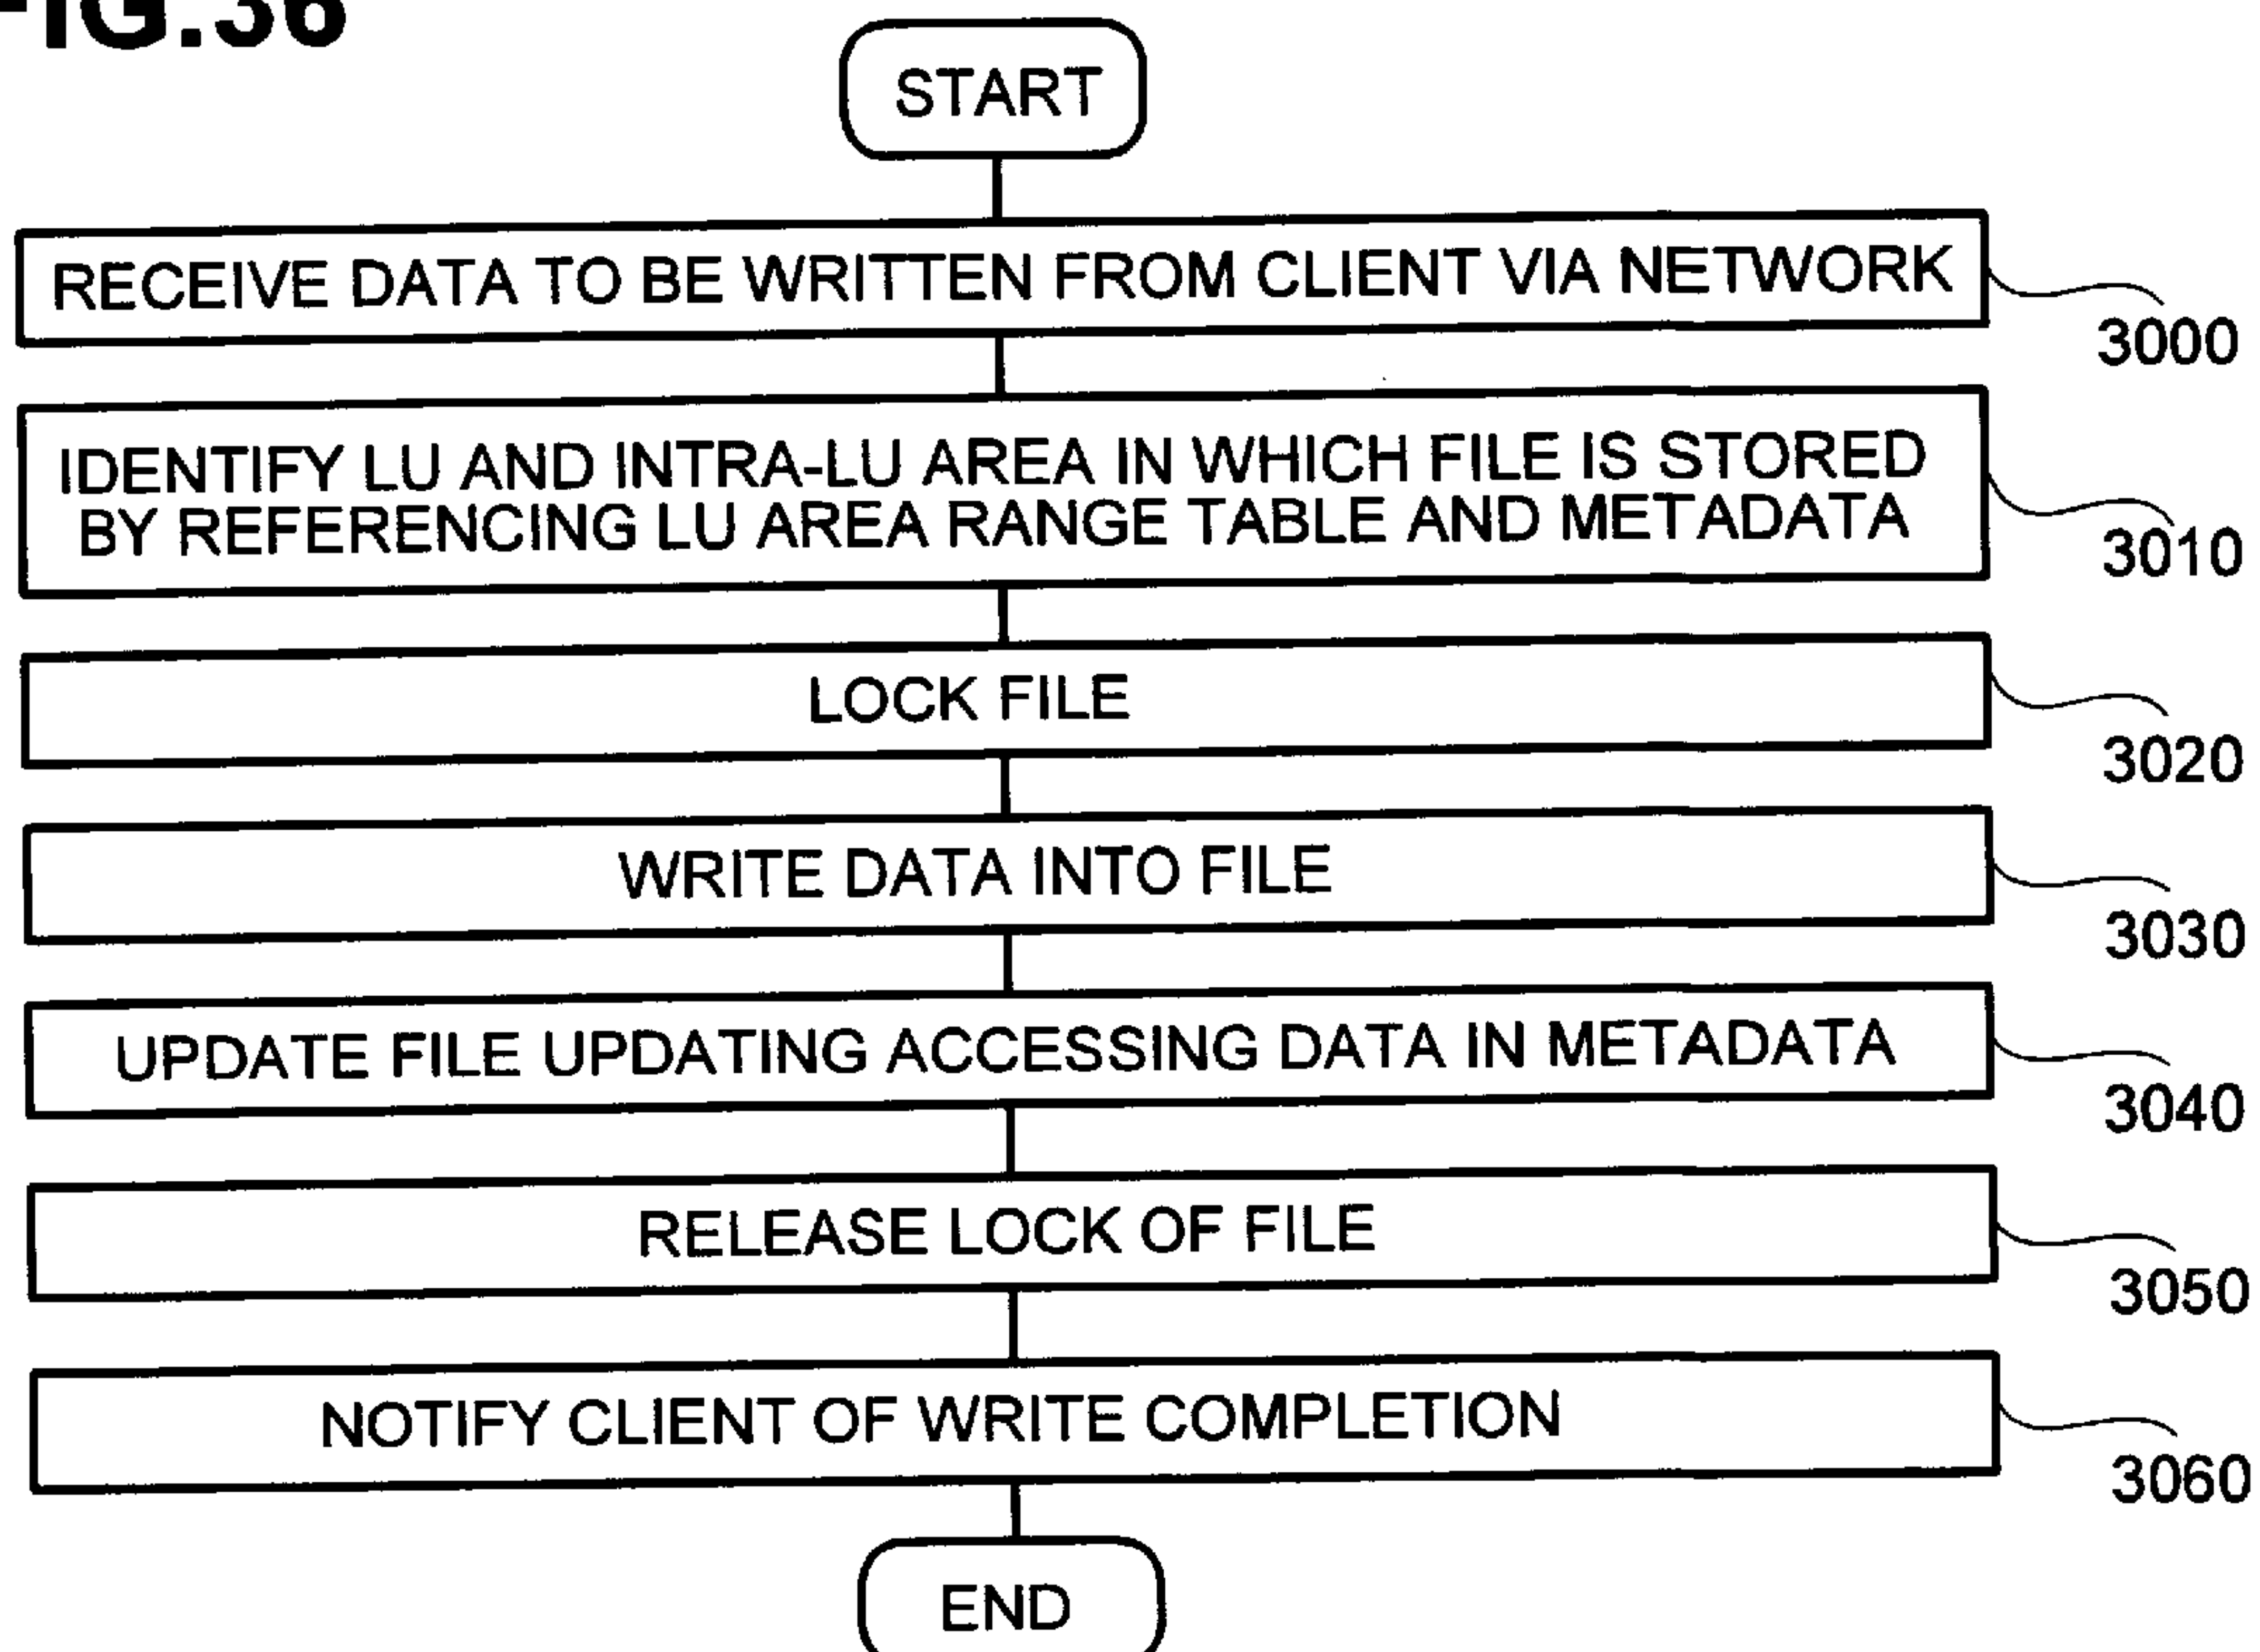 FIG.36
START
RECEIVE DATA TO BE WRITTEN FROM CLIENT VIA NETWORK
3000
IDENTIFY LU AND INTRA-LU AREA IN WHICH FILE IS STORED
BY REFERENCING LU AREA RANGE TABLE AND METADATA
3010
LOCK FILE
3020
WRITE DATA INTO FILE
3030
UPDATE FILE UPDATING ACCESSING DATA IN METADATA
3040
RELEASE LOCK OF FILE
3050
NOTIFY CLIENT OF WRITE COMPLETION
3060
END